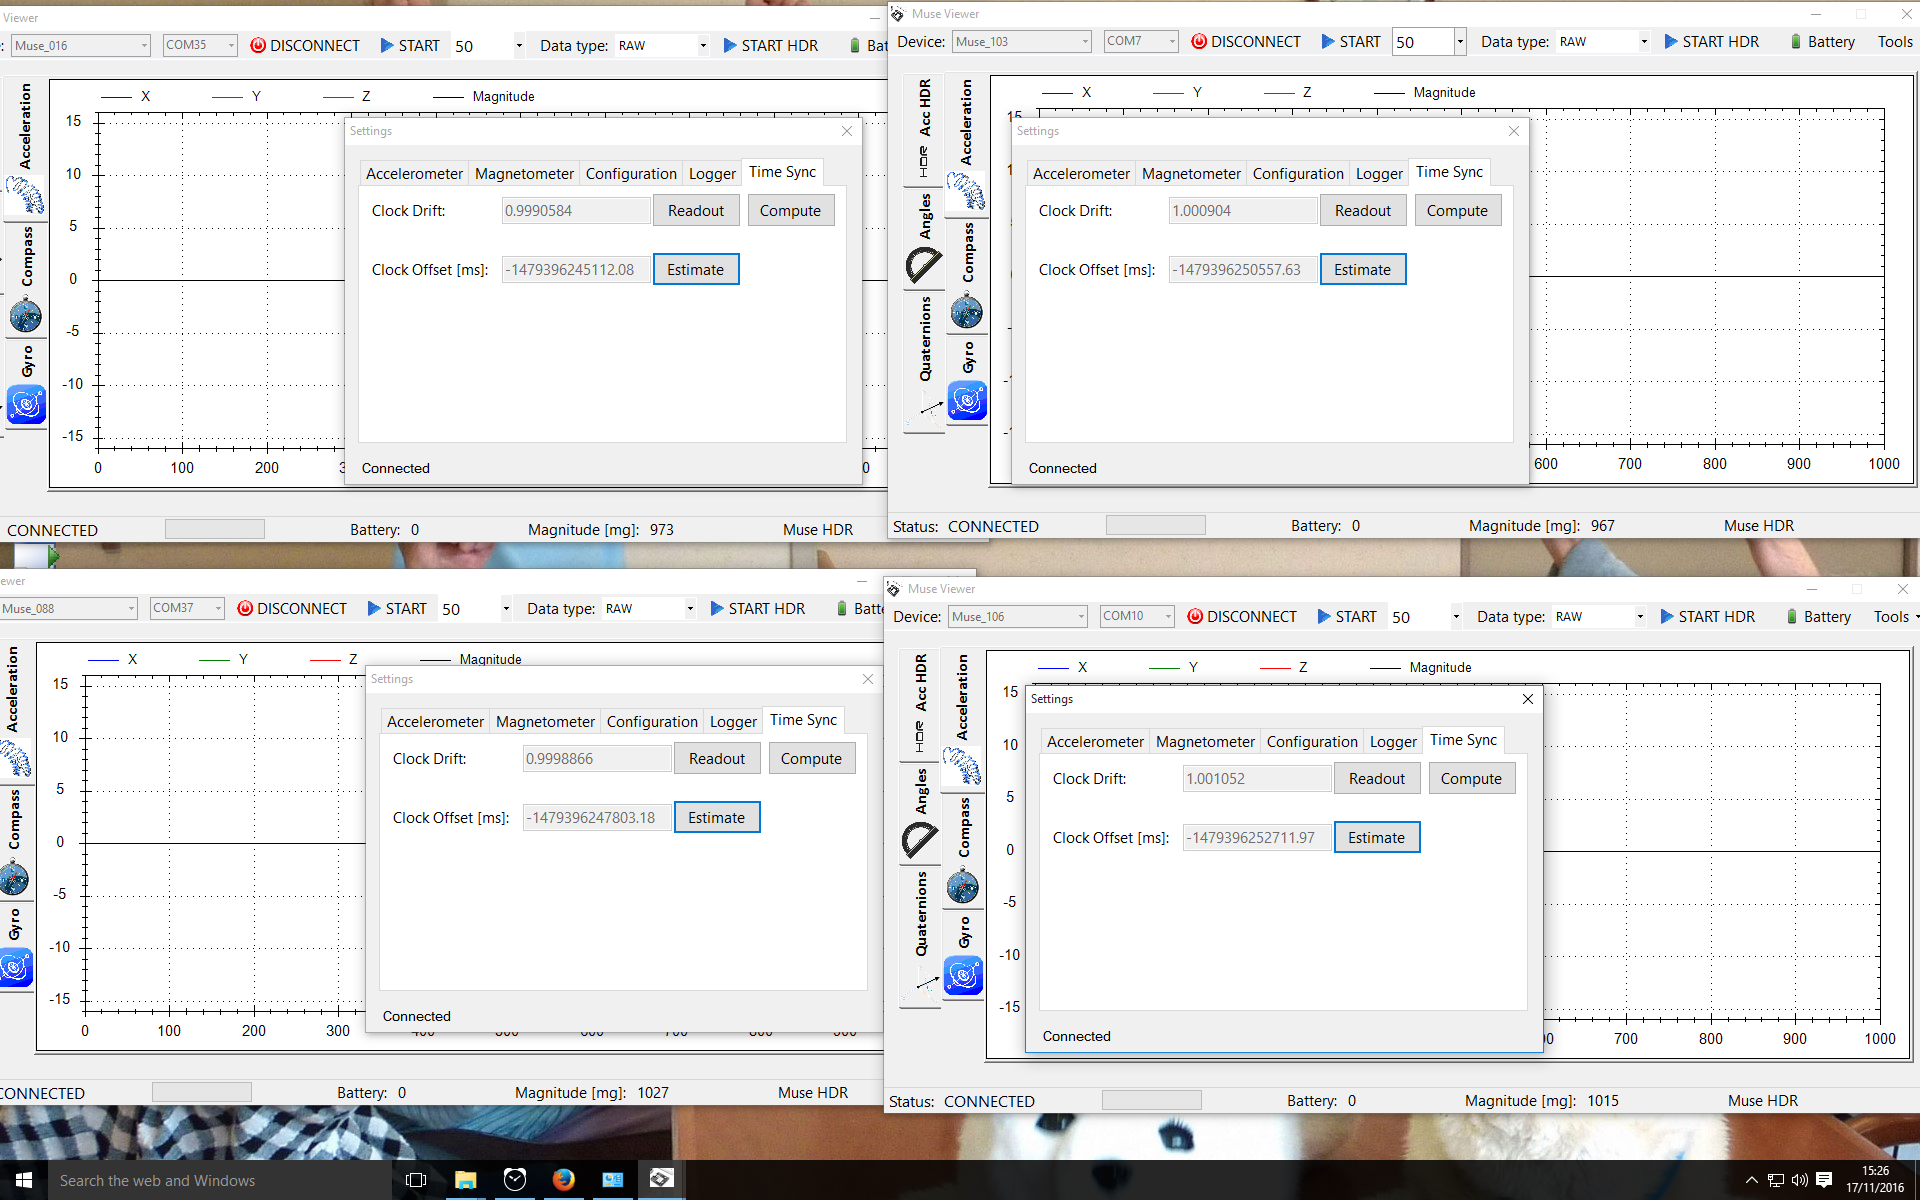 Viewer
Muse_016 COM35 DISCONNECT START 50 Data type: RAW START HDR Bat
Acceleration
Compass
Gyro
X Y Z Magnitude
15
10
5
0
-5
-10
-15
0 100 200
Settings
Accelerometer Magnetometer Configuration Logger Time Sync
Clock Drift: 0.9990584 Readout Compute
Clock Offset [ms]: -1479396245112.08 Estimate
Connected
CONNECTED Battery: 0 Magnitude [mg]: 973 Muse HDR
Muse Viewer
Device: Muse_103 COM7 DISCONNECT START 50 Data type: RAW START HDR Battery Tools
HDR Acc HDR
Angles
Quaternions
Acceleration
Compass
Gyro
X Y Z Magnitude
Settings
Accelerometer Magnetometer Configuration Logger Time Sync
Clock Drift: 1.000904 Readout Compute
Clock Offset [ms]: -1479396250557.63 Estimate
Connected
600 700 800 900 1000
Status: CONNECTED Battery: 0 Magnitude [mg]: 967 Muse HDR
ewer
Muse_088 COM37 DISCONNECT START 50 Data type: RAW START HDR Batte
Acceleration
Compass
Gyro
X Y Z Magnitude
15
10
5
0
-5
-10
-15
0 100 200 300
Settings
Accelerometer Magnetometer Configuration Logger Time Sync
Clock Drift: 0.9998866 Readout Compute
Clock Offset [ms]: -1479396247803.18 Estimate
Connected
CONNECTED Battery: 0 Magnitude [mg]: 1027 Muse HDR
Muse Viewer
Device: Muse_106 COM10 DISCONNECT START 50 Data type: RAW START HDR Battery Tools
HDR Acc HDR
Angles
Quaternions
Acceleration
Compass
Gyro
X Y Z Magnitude
15
10
5
0
-5
-10
-15
Settings
Accelerometer Magnetometer Configuration Logger Time Sync
Clock Drift: 1.001052 Readout Compute
Clock Offset [ms]: -1479396252711.97 Estimate
Connected
700 800 900 1000
Status: CONNECTED Battery: 0 Magnitude [mg]: 1015 Muse HDR
Search the web and Windows
15:26
17/11/2016